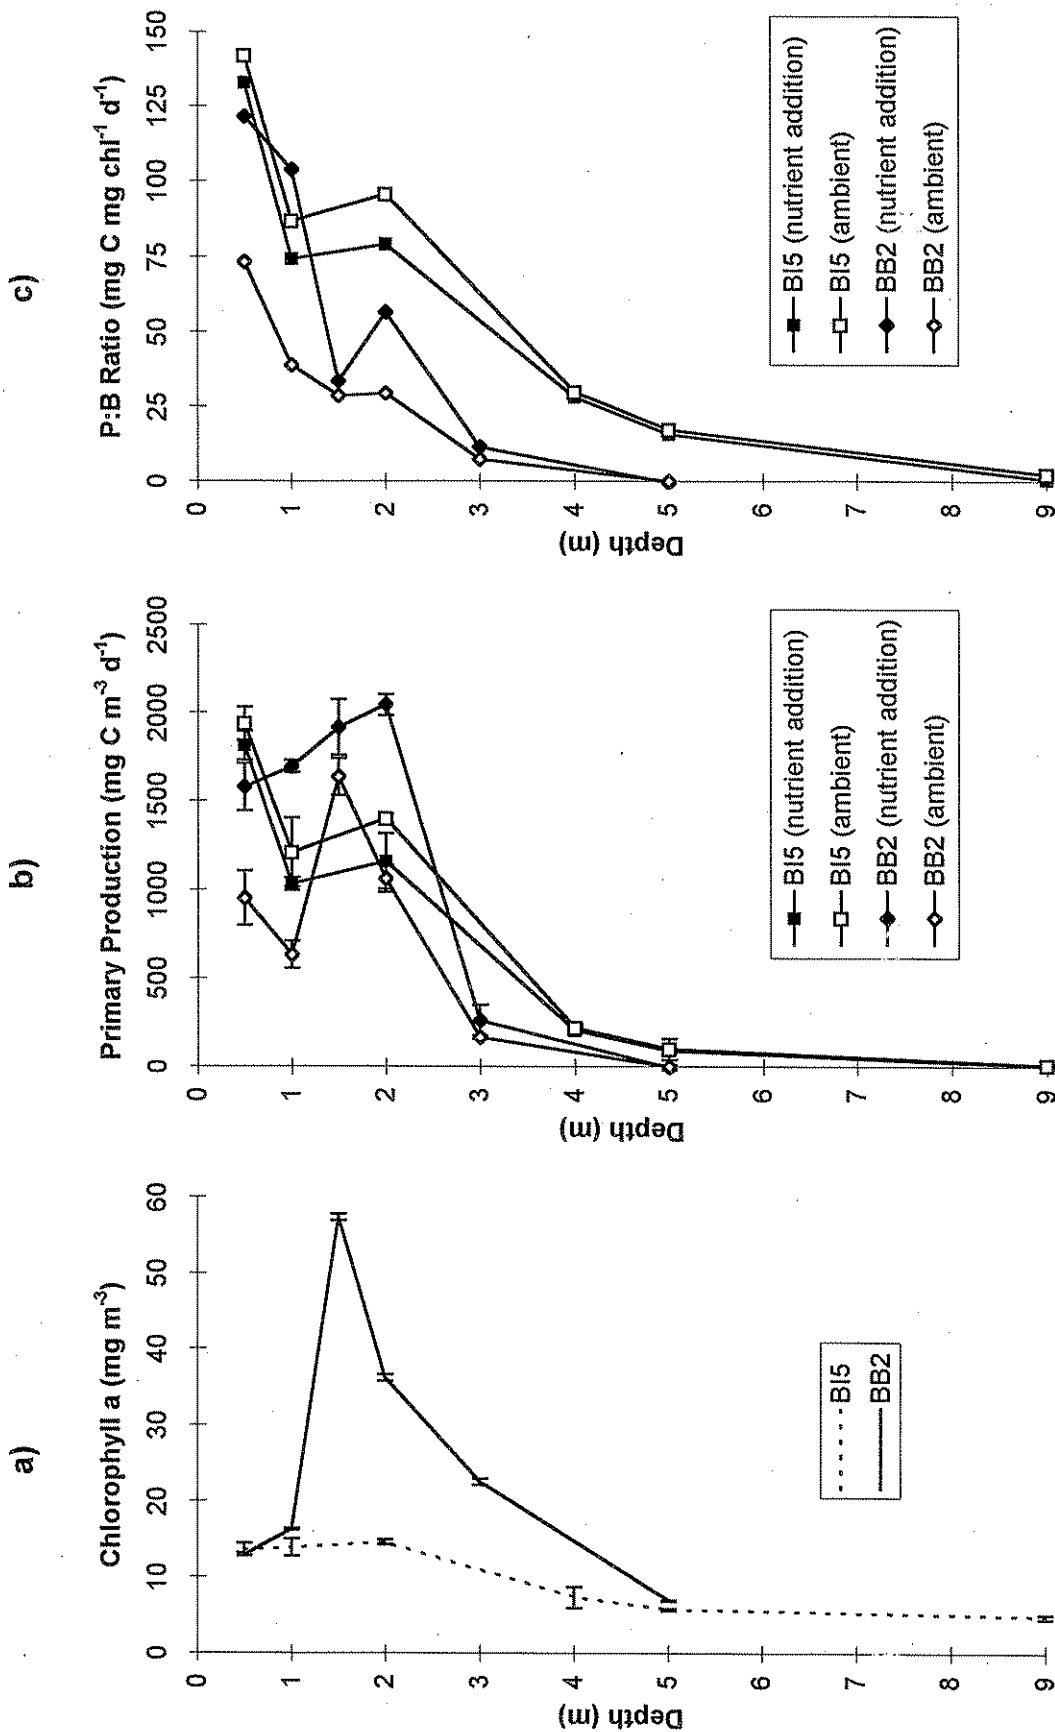 a)
Chlorophyll a (mg m⁻³)
0 10 20 30 40 50 60
0
1
2
3
4
5
6
7
8
9
Depth (m)
BI5
BB2
b)
Primary Production (mg C m⁻³ d⁻¹)
0 500 1000 1500 2000 2500
0
1
2
3
4
5
6
7
8
9
Depth (m)
BI5 (nutrient addition)
BI5 (ambient)
BB2 (nutrient addition)
BB2 (ambient)
c)
P:B Ratio (mg C mg chl⁻¹ d⁻¹)
0 25 50 75 100 125 150
0
1
2
3
4
5
6
7
8
9
Depth (m)
BI5 (nutrient addition)
BI5 (ambient)
BB2 (nutrient addition)
BB2 (ambient)